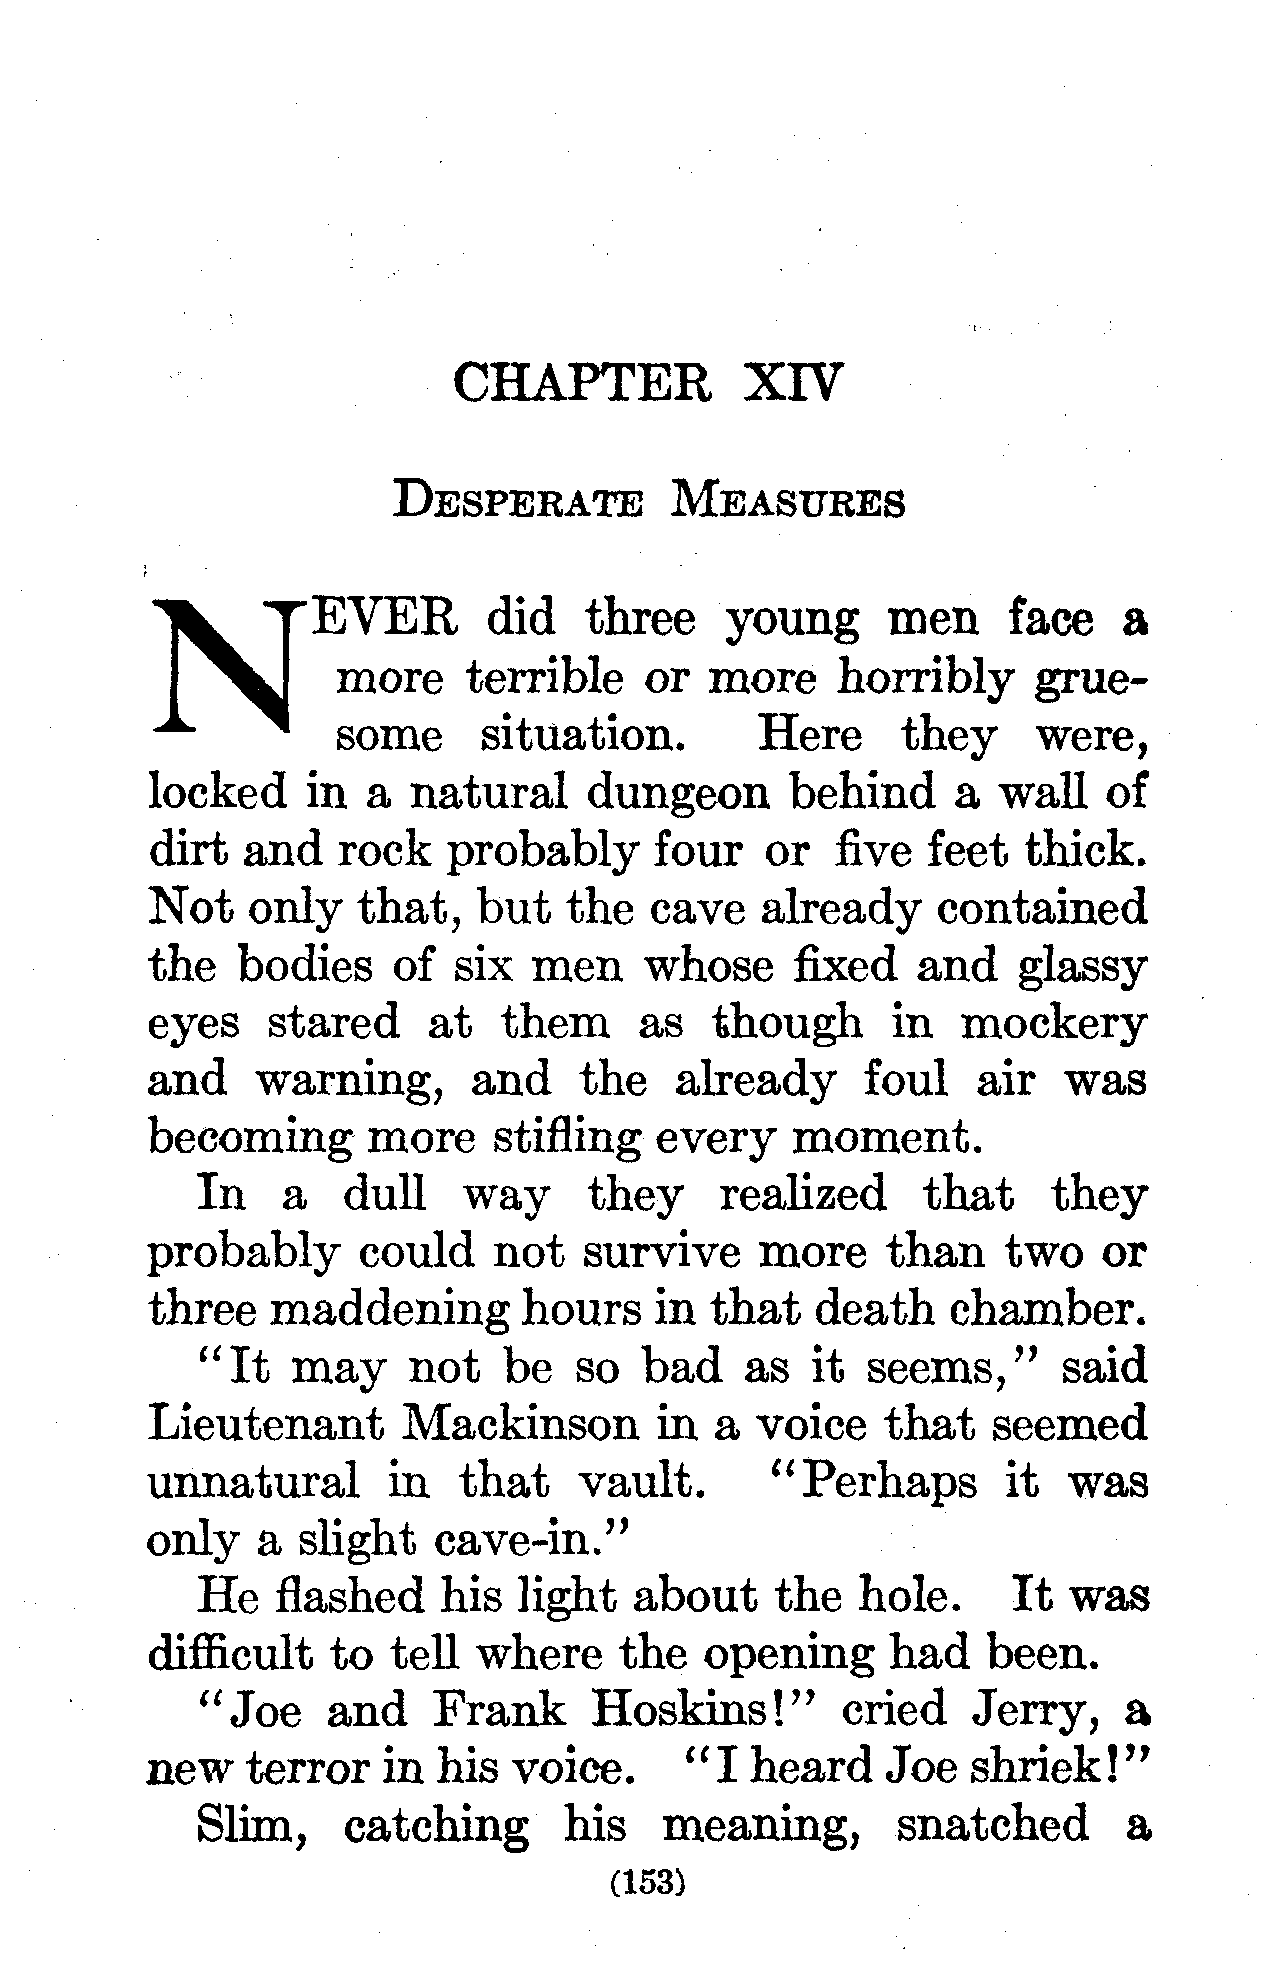 CHAPTER XIV
DESPERATE MEASURES
NEVER did three young men face a
more terrible or more horribly grue-
some situation. Here they were,
locked in a natural dungeon behind a wall of
dirt and rock probably four or five feet thick.
Not only that, but the cave already contained
the bodies of six men whose fixed and glassy
eyes stared at them as though in mockery
and warning, and the already foul air was
becoming more stifling every moment.
In a dull way they realized that they
probably could not survive more than two or
three maddening hours in that death chamber.
"It may not be so bad as it seems," said
Lieutenant Mackinson in a voice that seemed
unnatural in that vault. "Perhaps it was
only a slight cave-in."
He flashed his light about the hole. It was
difficult to tell where the opening had been.
"Joe and Frank Hoskins!" cried Jerry, a
new terror in his voice. "I heard Joe shriek!"
Slim, catching his meaning, snatched a
(153)